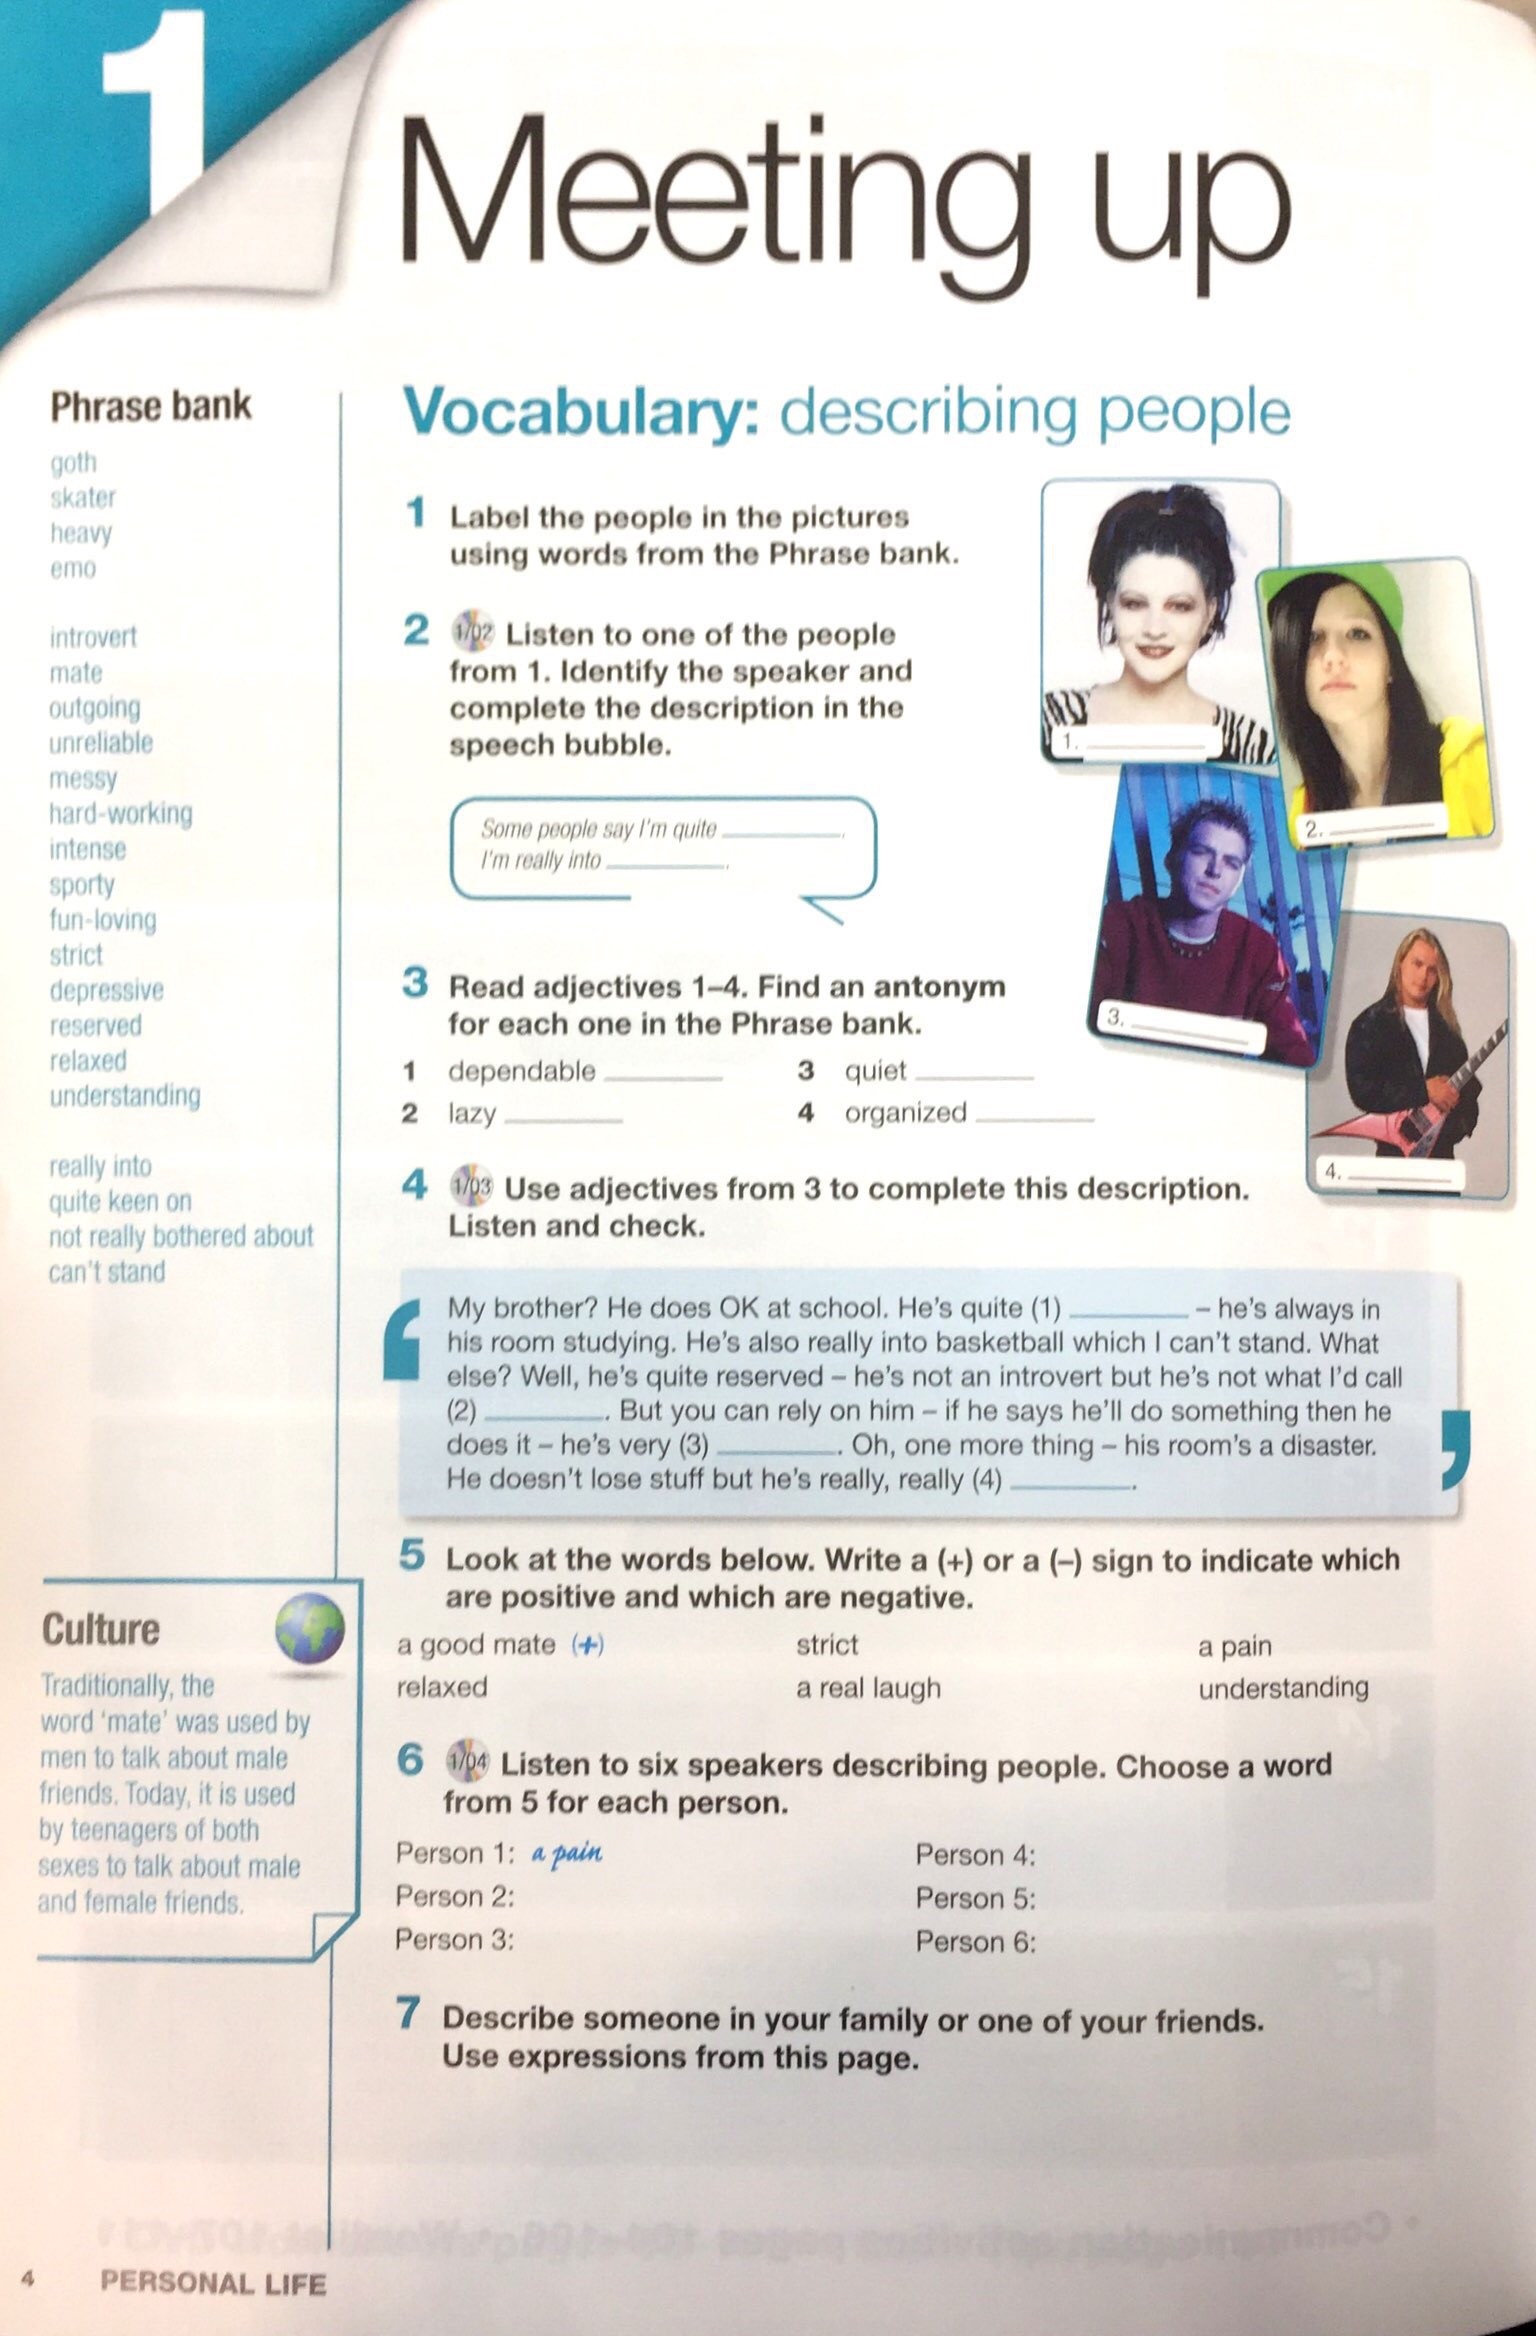 1
Meeting up
Phrase bank
goth
skater
heavy
emo
introvert
mate
outgoing
unreliable
messy
hard-working
intense
sporty
fun-loving
strict
depressive
reserved
relaxed
understanding
really into
quite keen on
not really bothered about
can't stand
Culture
Traditionally, the
word 'mate' was used by
men to talk about male
friends. Today, it is used
by teenagers of both
sexes to talk about male
and female friends.
Vocabulary: describing people
1 Label the people in the pictures
using words from the Phrase bank.
1. ________
2. ________
3. ________
4. ________
2 1/02 Listen to one of the people
from 1. Identify the speaker and
complete the description in the
speech bubble.
Some people say I'm quite ________.
I'm really into ________.
3 Read adjectives 1–4. Find an antonym
for each one in the Phrase bank.
1 dependable ________ 3 quiet ________
2 lazy ________ 4 organized ________
4 1/03 Use adjectives from 3 to complete this description.
Listen and check.
‘ My brother? He does OK at school. He's quite (1) ________ – he's always in
his room studying. He's also really into basketball which I can't stand. What
else? Well, he's quite reserved – he's not an introvert but he's not what I'd call
(2) ________. But you can rely on him – if he says he'll do something then he
does it – he's very (3) ________. Oh, one more thing – his room's a disaster.
He doesn't lose stuff but he's really, really (4) ________. ’
5 Look at the words below. Write a (+) or a (–) sign to indicate which
are positive and which are negative.
a good mate (+) strict a pain
relaxed a real laugh understanding
6 1/04 Listen to six speakers describing people. Choose a word
from 5 for each person.
Person 1: a pain Person 4:
Person 2: Person 5:
Person 3: Person 6:
7 Describe someone in your family or one of your friends.
Use expressions from this page.
4 PERSONAL LIFE